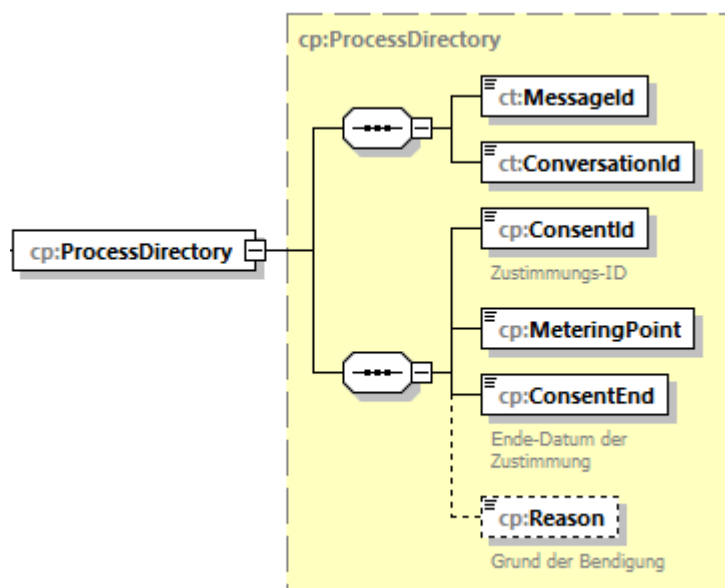 cp:ProcessDirectory
ct:MessageId
ct:ConversationId
cp:ProcessDirectory
cp:ConsentId
Zustimmungs-ID
cp:MeteringPoint
cp:ConsentEnd
Ende-Datum der
Zustimmung
cp:Reason
Grund der Bendigung